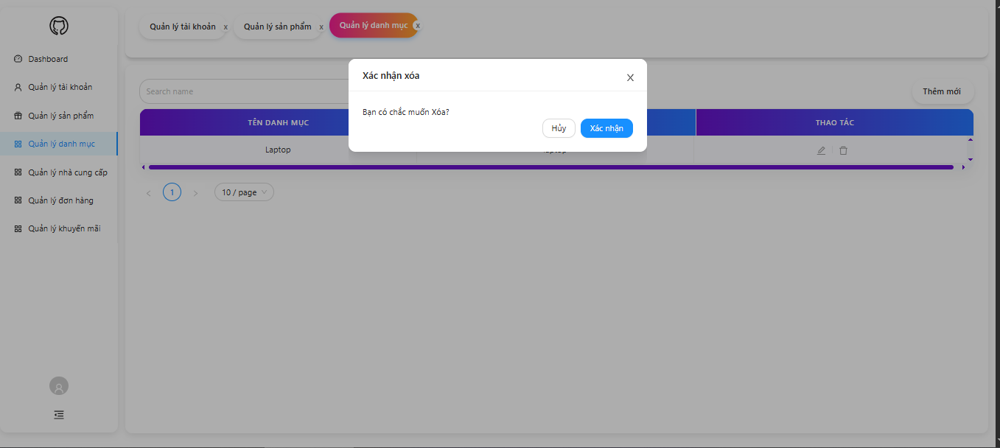 Quản lý tài khoản x
Quản lý sản phẩm x
Quản lý danh mục x
Dashboard
Quản lý tài khoản
Quản lý sản phẩm
Quản lý danh mục
Quản lý nhà cung cấp
Quản lý đơn hàng
Quản lý khuyến mãi
Search name
Thêm mới
Xác nhận xóa
Bạn có chắc muốn Xóa?
Hủy
Xác nhận
TÊN DANH MỤC
THAO TÁC
Laptop
1
10 / page